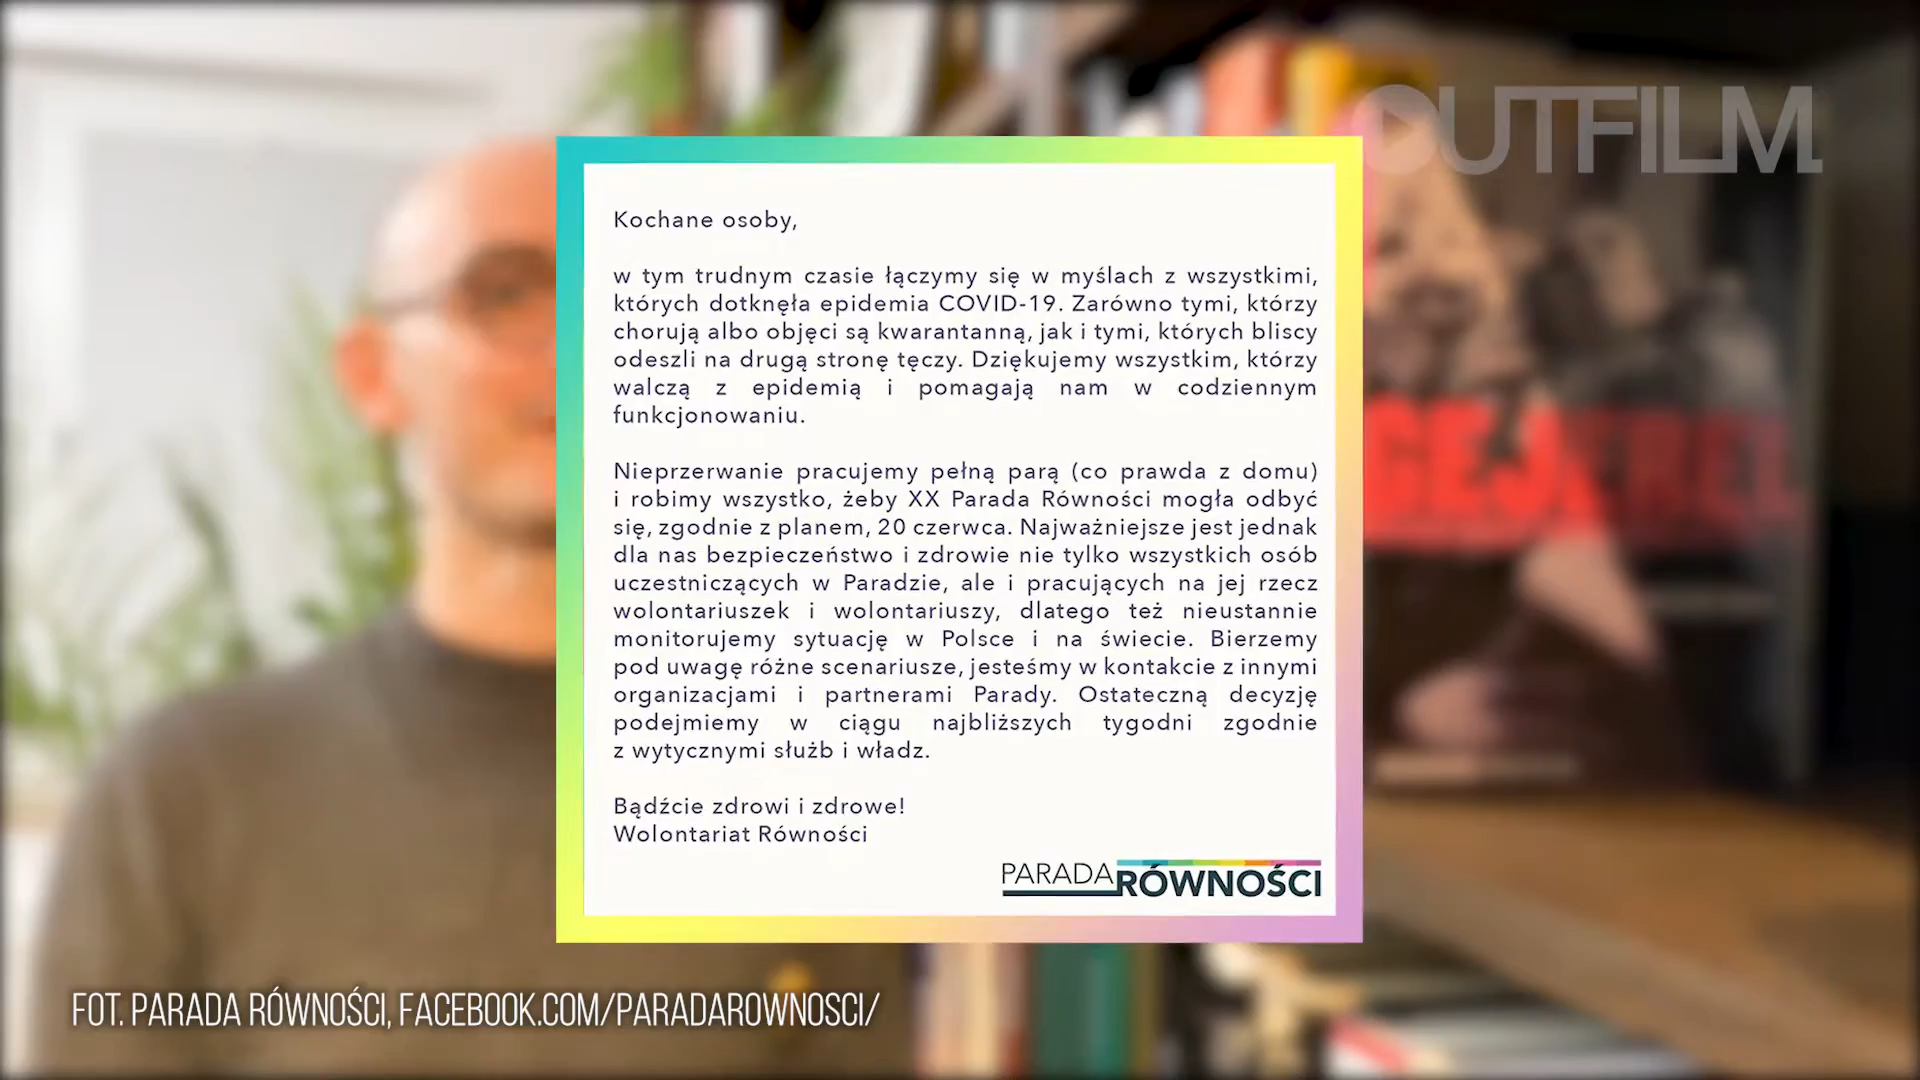 OUTFILM.
Kochane osoby,
w tym trudnym czasie łączymy się w myślach z wszystkimi,
których dotknęła epidemia COVID-19. Zarówno tymi, którzy
chorują albo objęci są kwarantanną, jak i tymi, których bliscy
odeszli na drugą stronę tęczy. Dziękujemy wszystkim, którzy
walczą z epidemią i pomagają nam w codziennym
funkcjonowaniu.
Nieprzerwanie pracujemy pełną parą (co prawda z domu)
i robimy wszystko, żeby XX Parada Równości mogła odbyć
się, zgodnie z planem, 20 czerwca. Najważniejsze jest jednak
dla nas bezpieczeństwo i zdrowie nie tylko wszystkich osób
uczestniczących w Paradzie, ale i pracujących na jej rzecz
wolontariuszek i wolontariuszy, dlatego też nieustannie
monitorujemy sytuację w Polsce i na świecie. Bierzemy
pod uwagę różne scenariusze, jesteśmy w kontakcie z innymi
organizacjami i partnerami Parady. Ostateczną decyzję
podejmiemy w ciągu najbliższych tygodni zgodnie
z wytycznymi służb i władz.
Bądźcie zdrowi i zdrowe!
Wolontariat Równości
PARADA RÓWNOŚCI
FOT. PARADA RÓWNOŚCI, FACEBOOK.COM/PARADAROWNOSCI/